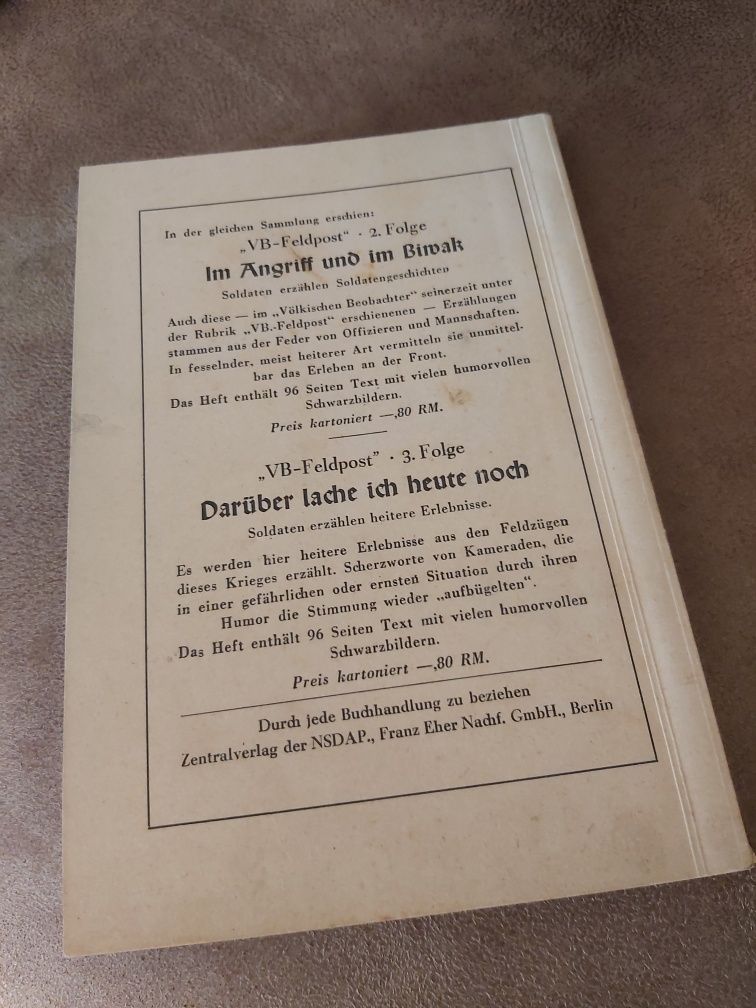 In der gleichen Sammlung erschien:
„VB-Feldpost“ · 2. Folge
Im Angriff und im Biwak
Soldaten erzählen Soldatengeschichten
Auch diese — im „Völkischen Beobachter“ seinerzeit unter
der Rubrik „VB.-Feldpost“ erschienenen — Erzählungen
stammen aus der Feder von Offizieren und Mannschaften.
In fesselnder, meist heiterer Art vermitteln sie unmittel-
bar das Erleben an der Front.
Das Heft enthält 96 Seiten Text mit vielen humorvollen
Schwarzbildern.
Preis kartoniert —,80 RM.
„VB-Feldpost“ · 3. Folge
Darüber lache ich heute noch
Soldaten erzählen heitere Erlebnisse.
Es werden hier heitere Erlebnisse aus den Feldzügen
dieses Krieges erzählt. Scherzworte von Kameraden, die
in einer gefährlichen oder ernsten Situation durch ihren
Humor die Stimmung wieder „aufbügelten“.
Das Heft enthält 96 Seiten Text mit vielen humorvollen
Schwarzbildern.
Preis kartoniert —,80 RM.
Durch jede Buchhandlung zu beziehen
Zentralverlag der NSDAP., Franz Eher Nachf. GmbH., Berlin